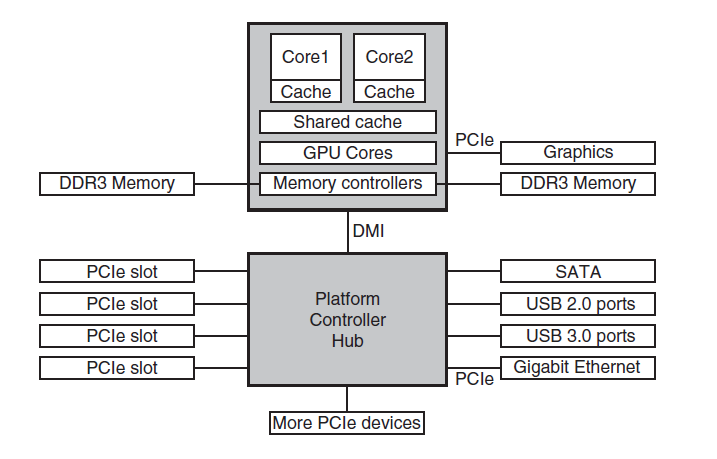 Core1
Core2
Cache
Cache
Shared cache
GPU Cores
PCIe
Graphics
DDR3 Memory
Memory controllers
DDR3 Memory
DMI
PCIe slot
SATA
PCIe slot
Platform
Controller
Hub
USB 2.0 ports
PCIe slot
USB 3.0 ports
PCIe slot
Gigabit Ethernet
PCIe
More PCIe devices